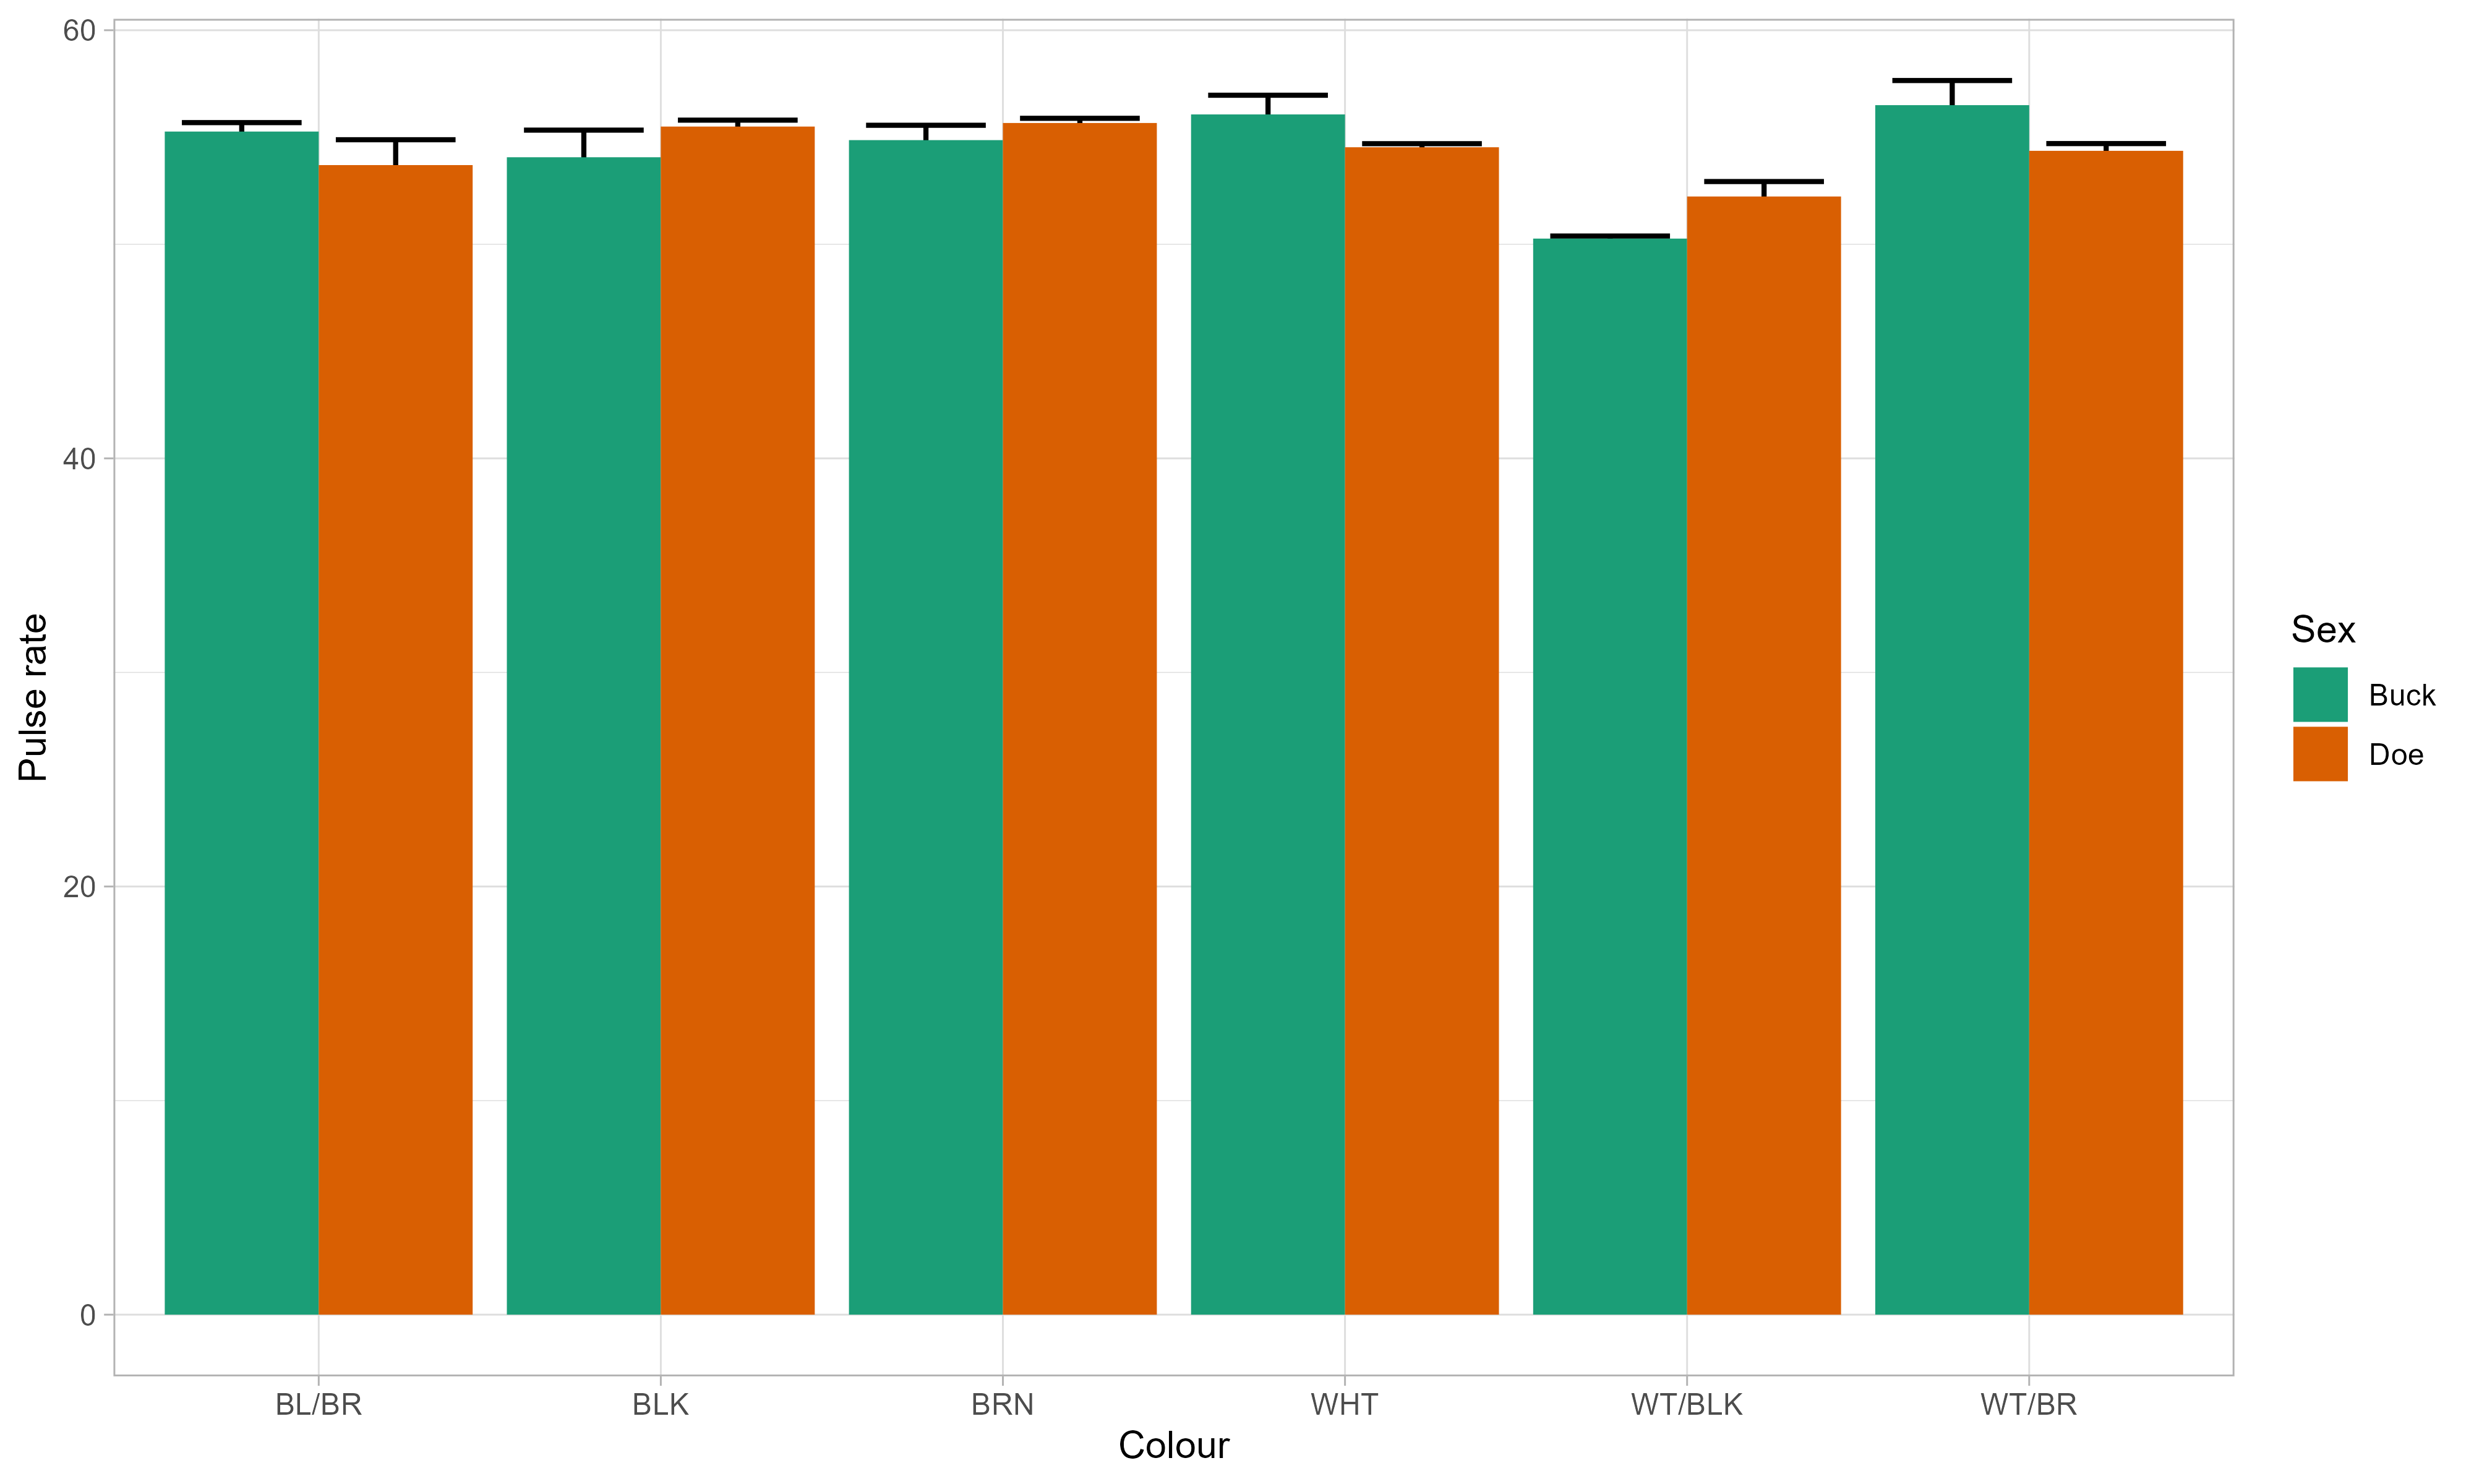 60
40
20
0
Pulse rate
BL/BR
BLK
BRN
WHT
WT/BLK
WT/BR
Colour
Sex
Buck
Doe